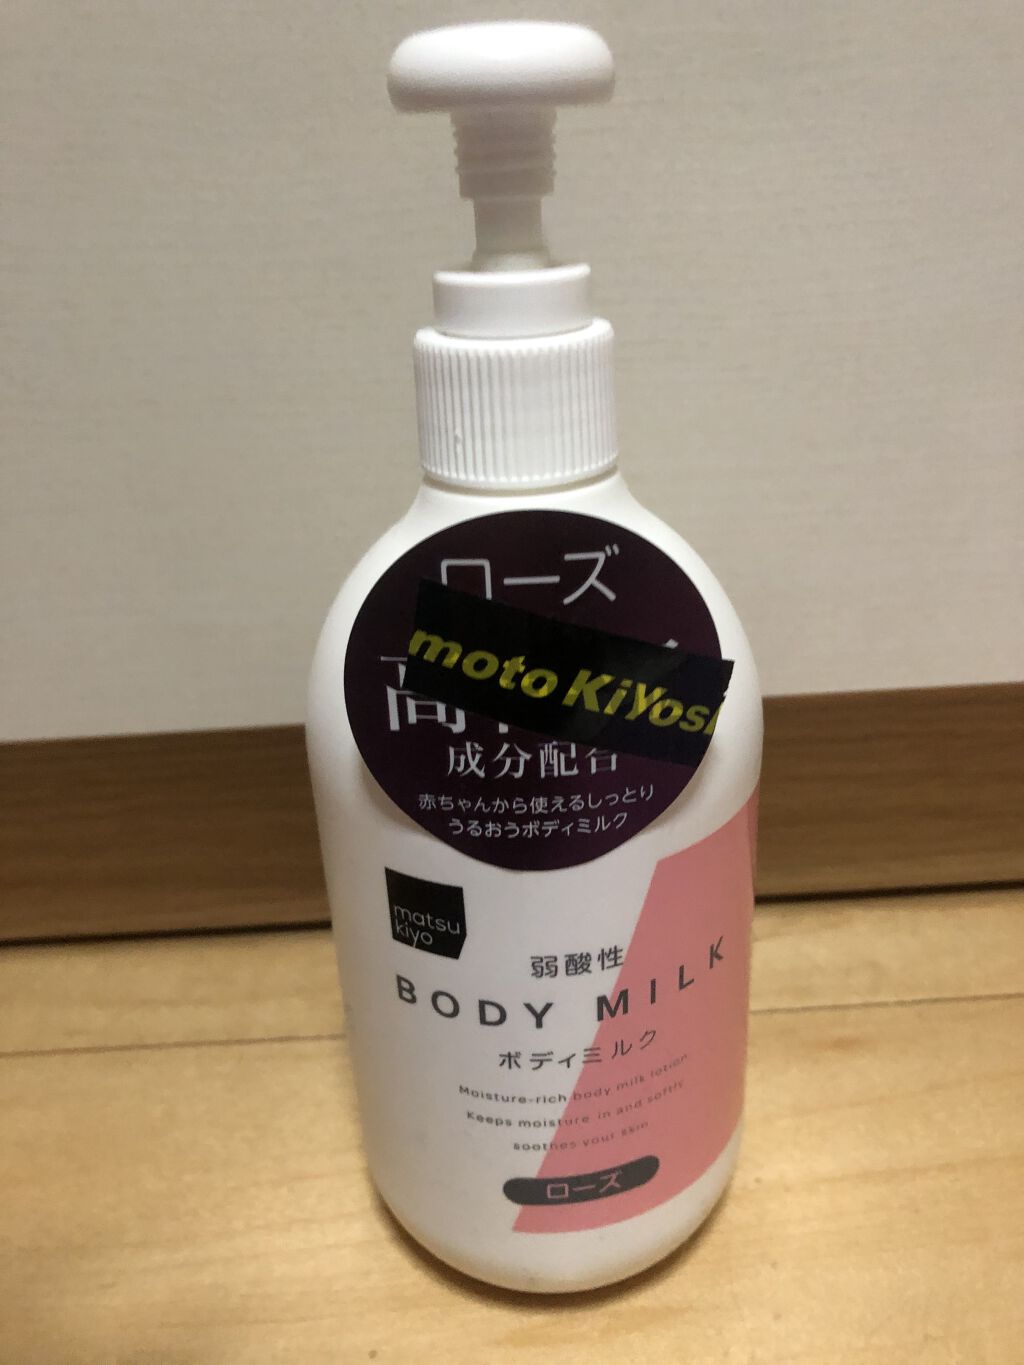 ローズ
moto KiYosi
高
成分配合
赤ちゃんから使えるしっとり
うるおうボディミルク
matsu
kiyo
弱酸性
BODY MILK
ボディミルク
Moisture-rich body milk lotion
Keeps moisture in and softly
soothes your skin
ローズ